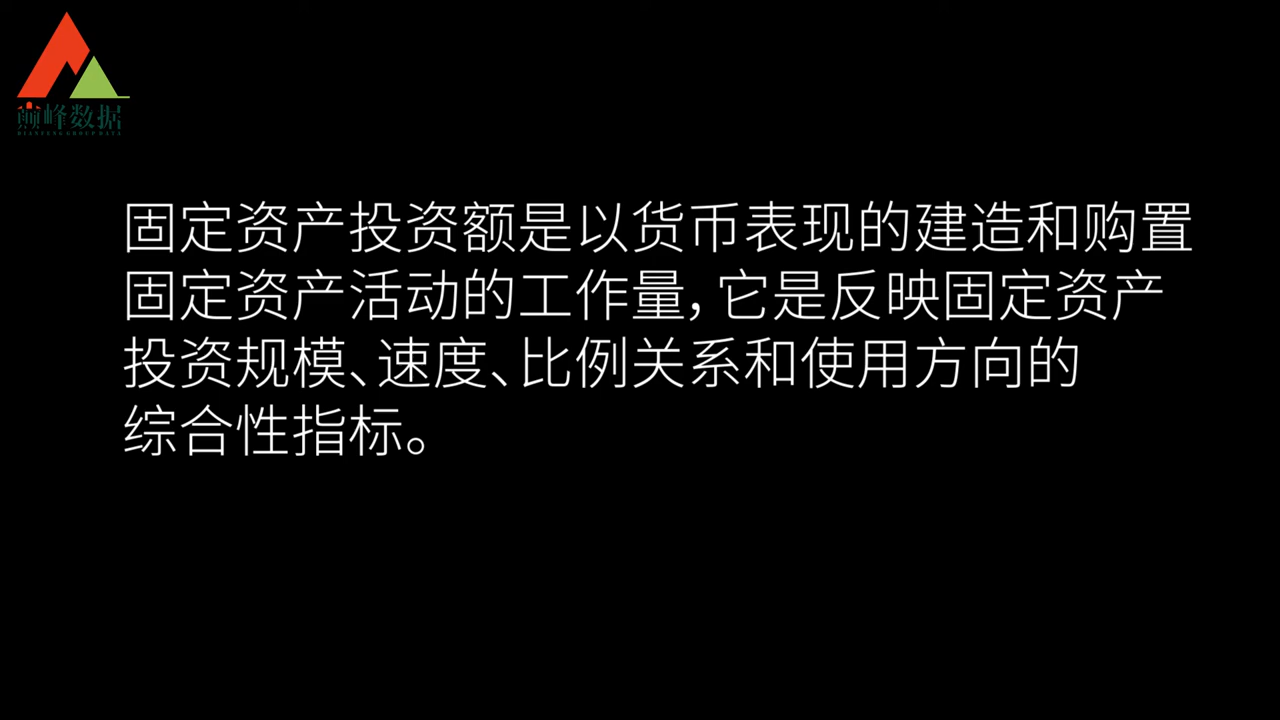 巅峰数据
DIANFENG GROUP DATA
固定资产投资额是以货币表现的建造和购置
固定资产活动的工作量，它是反映固定资产
投资规模、速度、比例关系和使用方向的
综合性指标。